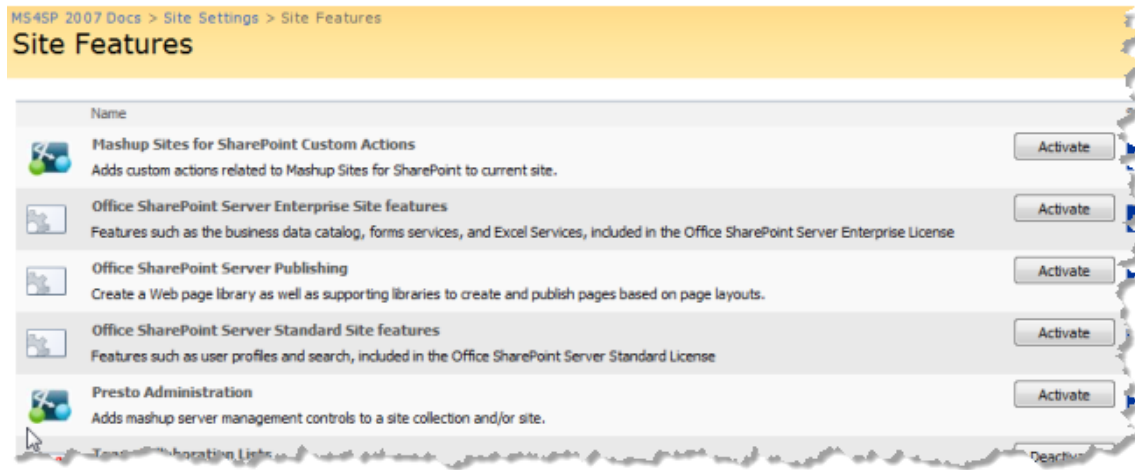 MS4SP 2007 Docs > Site Settings > Site Features
Site Features
Name
Mashup Sites for SharePoint Custom Actions
Activate
Adds custom actions related to Mashup Sites for SharePoint to current site.
Office SharePoint Server Enterprise Site features
Activate
Features such as the business data catalog, forms services, and Excel Services, included in the Office SharePoint Server Enterprise License
Office SharePoint Server Publishing
Activate
Create a Web page library as well as supporting libraries to create and publish pages based on page layouts.
Office SharePoint Server Standard Site features
Activate
Features such as user profiles and search, included in the Office SharePoint Server Standard License
Presto Administration
Activate
Adds mashup server management controls to a site collection and/or site.
Lists